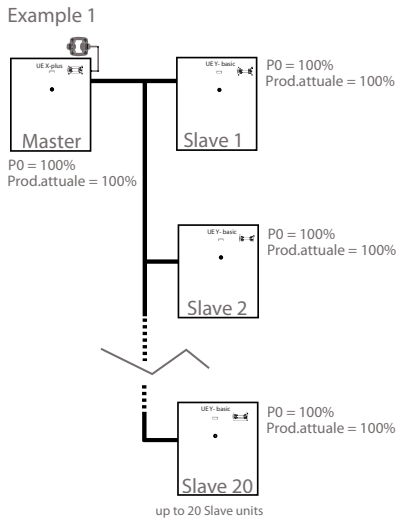 Example 1
UE X-plus
Master
P0 = 100%
Prod.attuale = 100%
UE Y- basic
Slave 1
P0 = 100%
Prod.attuale = 100%
UE Y- basic
Slave 2
P0 = 100%
Prod.attuale = 100%
UE Y- basic
Slave 20
P0 = 100%
Prod.attuale = 100%
up to 20 Slave units